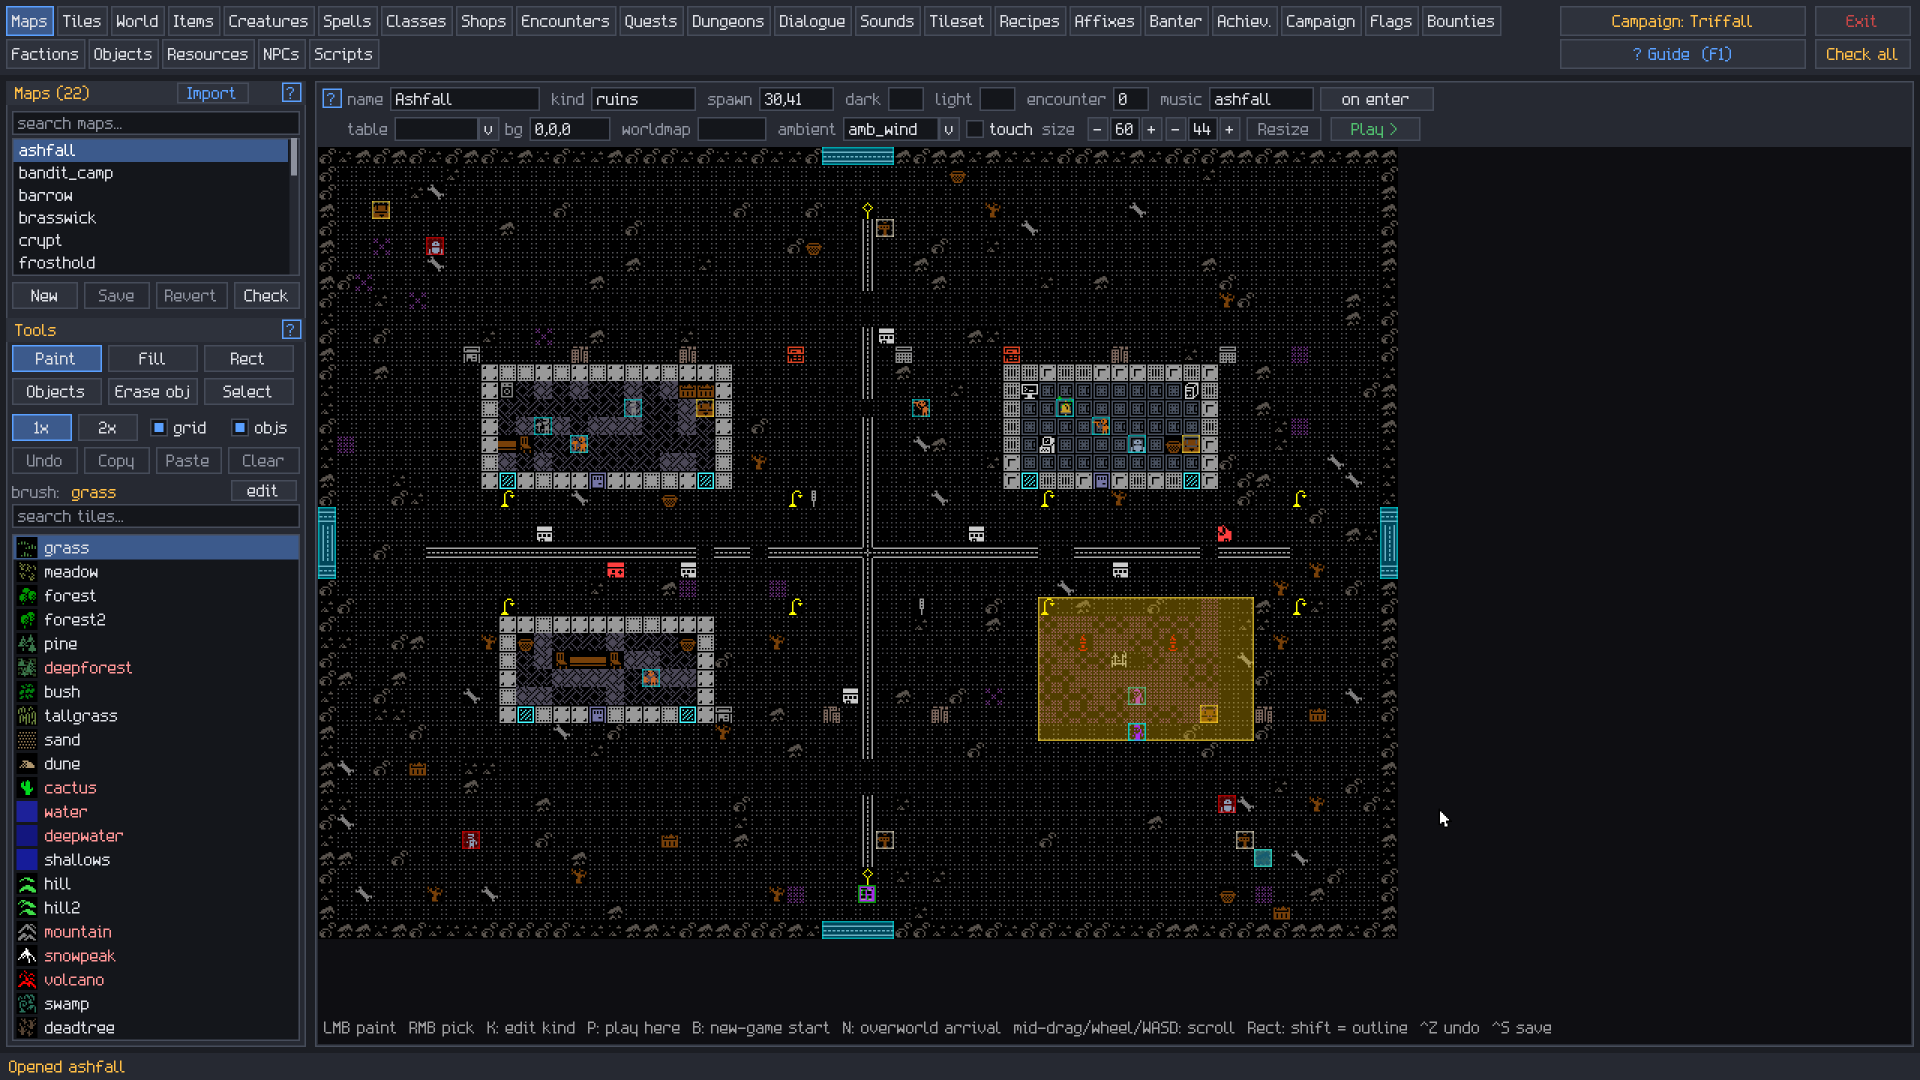 Maps Tiles World Items Creatures Spells Classes Shops Encounters Quests Dungeons Dialogue Sounds Tileset Recipes Affixes Banter Achiev. Campaign Flags Bounties Campaign: Triffall Exit
Factions Objects Resources NPCs Scripts ? Guide (F1) Check all
Maps (22) Import ?
search maps...
ashfall
bandit_camp
barrow
brasswick
crypt
frosthold
New Save Revert Check
Tools ?
Paint Fill Rect
Objects Erase obj Select
1x 2x grid objs
Undo Copy Paste Clear
brush: grass edit
search tiles...
grass
meadow
forest
forest2
pine
deepforest
bush
tallgrass
sand
dune
cactus
water
deepwater
shallows
hill
hill2
mountain
snowpeak
volcano
swamp
deadtree
? name Ashfall kind ruins spawn 30,41 dark light encounter 0 music ashfall on enter
table v bg 0,0,0 worldmap ambient amb_wind v touch size - 60 + - 44 + Resize Play >
LMB paint RMB pick K: edit kind P: play here B: new-game start N: overworld arrival mid-drag/wheel/WASD: scroll Rect: shift = outline ^Z undo ^S save
Opened ashfall